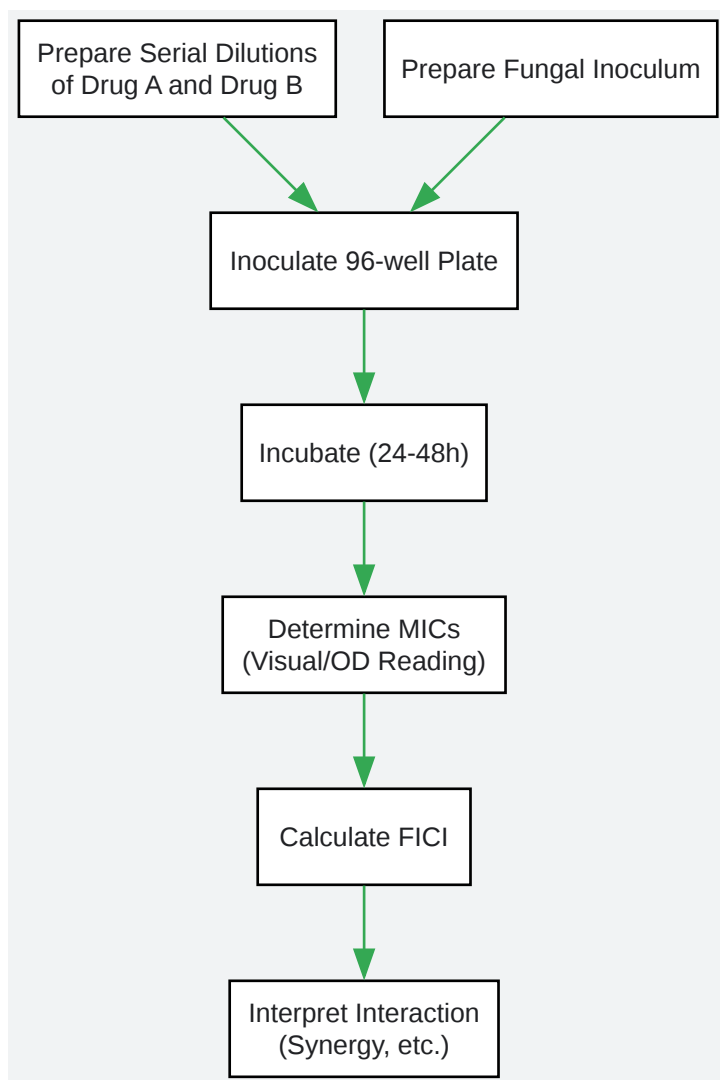 Prepare Serial Dilutions
of Drug A and Drug B
Prepare Fungal Inoculum
Inoculate 96-well Plate
Incubate (24-48h)
Determine MICs
(Visual/OD Reading)
Calculate FICI
Interpret Interaction
(Synergy, etc.)